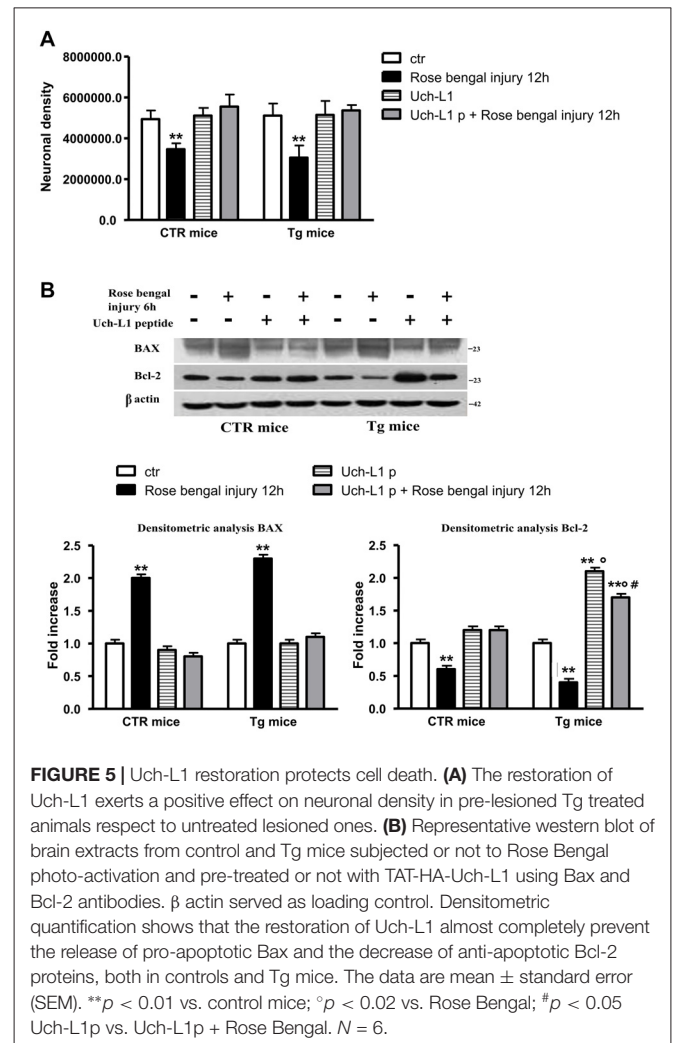 A
Neuronal density
8000000.0
6000000.0
4000000.0
2000000.0
0.0
**
**
CTR mice
Tg mice
ctr
Rose bengal injury 12h
Uch-L1
Uch-L1 p + Rose bengal injury 12h
B
Rose bengal
injury 6h
- + - + - + - +
Uch-L1 peptide
- - + + - - + +
BAX
-23
Bcl-2
-23
β actin
-42
CTR mice
Tg mice
ctr
Rose bengal injury 12h
Uch-L1 p
Uch-L1 p + Rose bengal injury 12h
Densitometric analysis BAX
Fold increase
2.5
2.0
1.5
1.0
0.5
0.0
**
**
CTR mice
Tg mice
Densitometric analysis Bcl-2
Fold increase
2.5
2.0
1.5
1.0
0.5
0.0
**
**
** °
**° #
CTR mice
Tg mice
FIGURE 5 | Uch-L1 restoration protects cell death. (A) The restoration of
Uch-L1 exerts a positive effect on neuronal density in pre-lesioned Tg treated
animals respect to untreated lesioned ones. (B) Representative western blot of
brain extracts from control and Tg mice subjected or not to Rose Bengal
photo-activation and pre-treated or not with TAT-HA-Uch-L1 using Bax and
Bcl-2 antibodies. β actin served as loading control. Densitometric
quantification shows that the restoration of Uch-L1 almost completely prevent
the release of pro-apoptotic Bax and the decrease of anti-apoptotic Bcl-2
proteins, both in controls and Tg mice. The data are mean ± standard error
(SEM). **p < 0.01 vs. control mice; °p < 0.02 vs. Rose Bengal; #p < 0.05
Uch-L1p vs. Uch-L1p + Rose Bengal. N = 6.